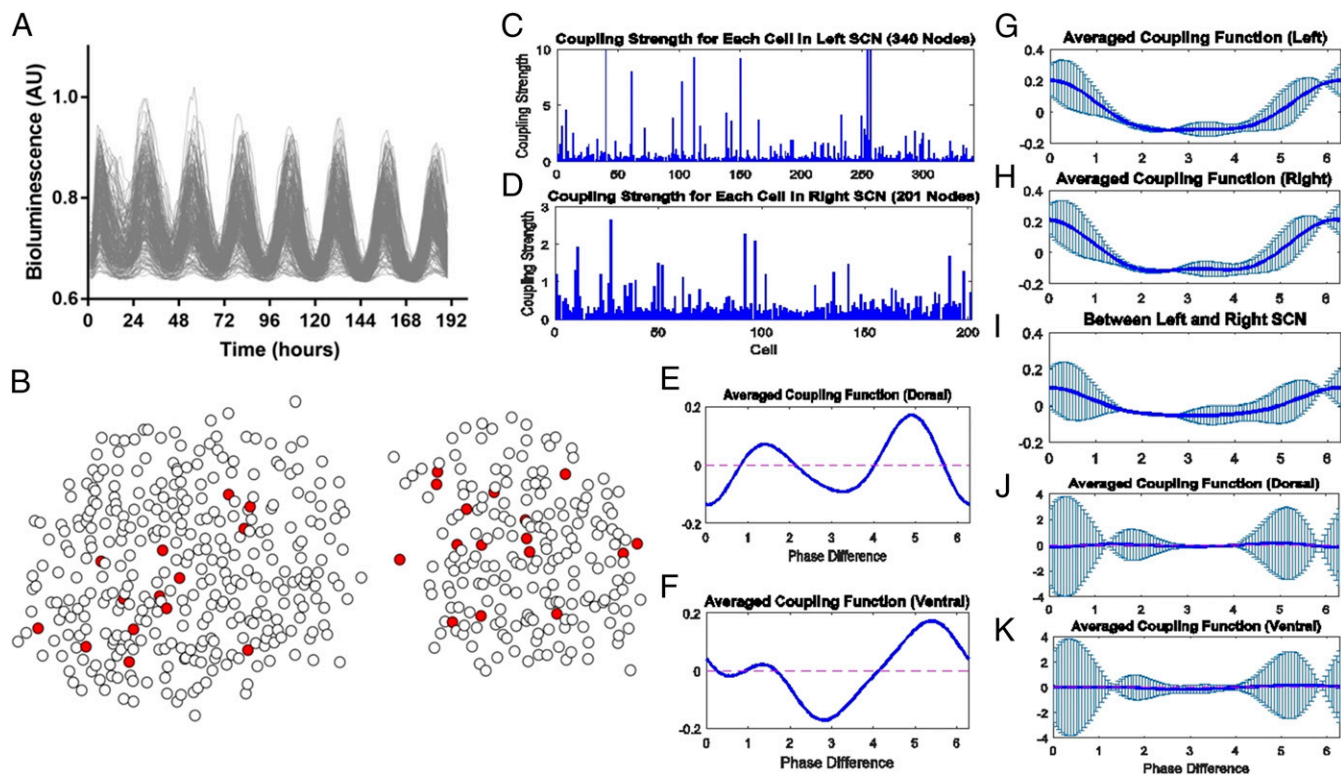 A
Bioluminescence (AU)
1.0
0.8
0.6
0 24 48 72 96 120 144 168 192
Time (hours)
B
C
Coupling Strength for Each Cell in Left SCN (340 Nodes)
Coupling Strength
10
5
0
0 50 100 150 200 250 300
D
Coupling Strength for Each Cell in Right SCN (201 Nodes)
Coupling Strength
3
2
1
0
0 50 100 150 200
Cell
E
Averaged Coupling Function (Dorsal)
0.2
0
-0.2
0 1 2 3 4 5 6
Phase Difference
F
Averaged Coupling Function (Ventral)
0.2
0
-0.2
0 1 2 3 4 5 6
Phase Difference
G
Averaged Coupling Function (Left)
0.4
0.2
0
-0.2
0 1 2 3 4 5 6
H
Averaged Coupling Function (Right)
0.4
0.2
0
-0.2
0 1 2 3 4 5 6
I
Between Left and Right SCN
0.4
0.2
0
-0.2
0 1 2 3 4 5 6
J
Averaged Coupling Function (Dorsal)
4
2
0
-2
-4
0 1 2 3 4 5 6
K
Averaged Coupling Function (Ventral)
4
2
0
-2
-4
0 1 2 3 4 5 6
Phase Difference